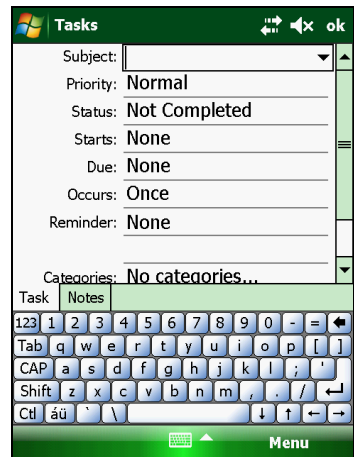 Tasks ok
Subject:
Priority: Normal
Status: Not Completed
Starts: None
Due: None
Occurs: Once
Reminder: None
Categories: No categories...
Task Notes
123 1 2 3 4 5 6 7 8 9 0 - =
Tab q w e r t y u i o p [ ]
CAP a s d f g h j k l ; '
Shift z x c v b n m , . /
Ctl áü ` \
Menu